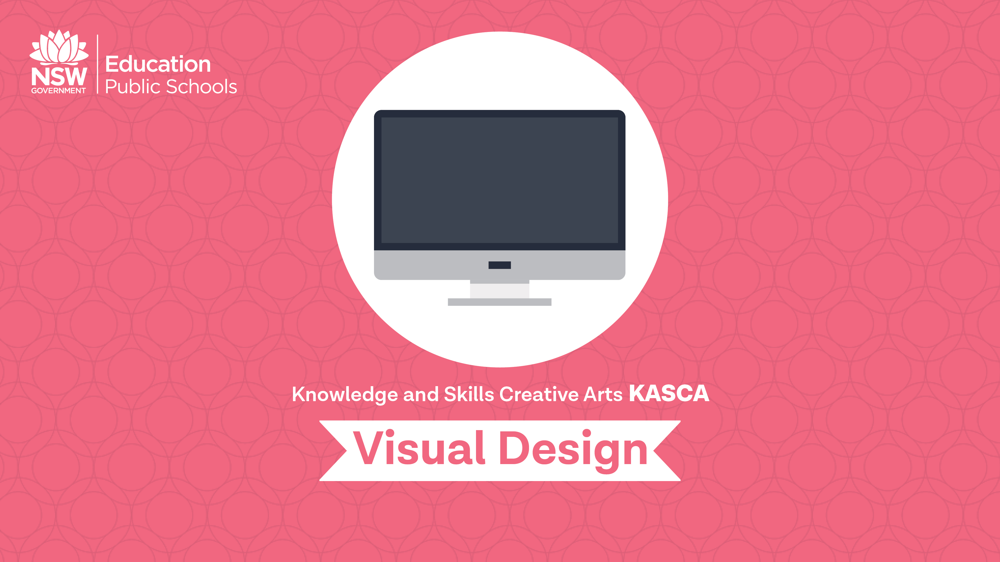 NSW
GOVERNMENT
Education
Public Schools
Knowledge and Skills Creative Arts KASCA
Visual Design